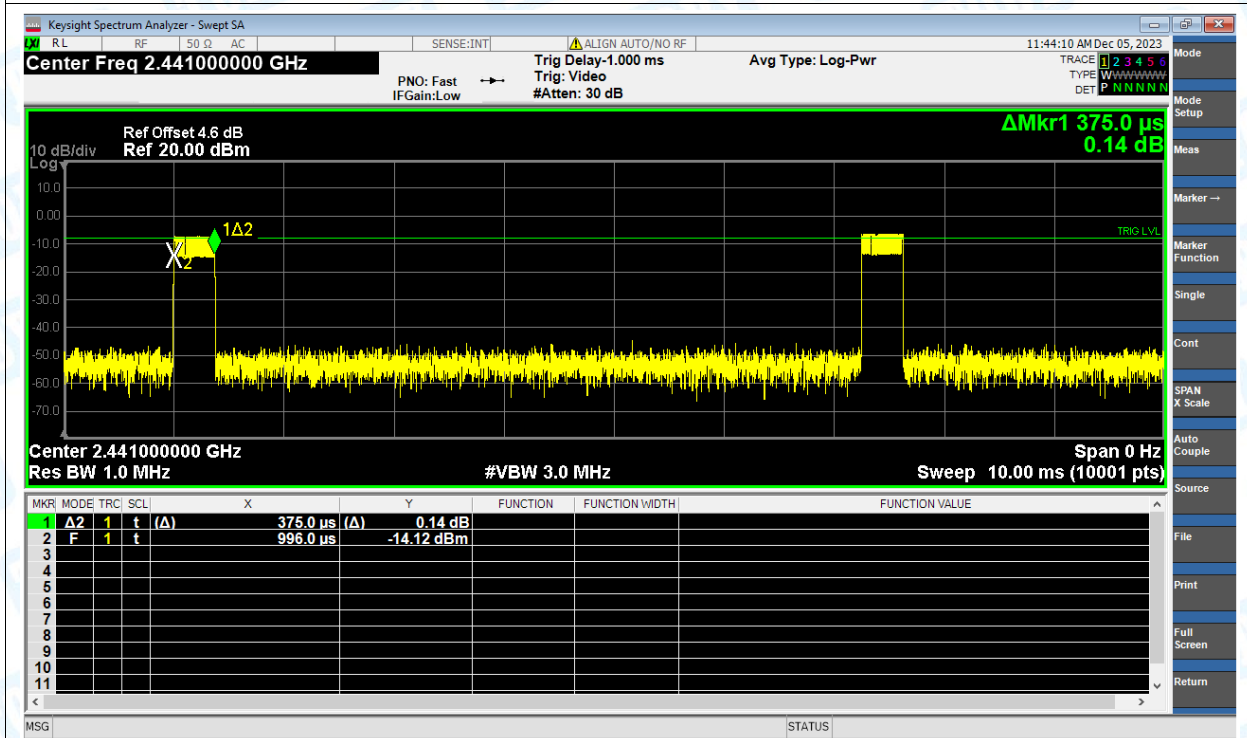 Keysight Spectrum Analyzer - Swept SA
LXI RL RF 50 Ω AC SENSE:INT ALIGN AUTO/NO RF 11:44:10 AM Dec 05, 2023
Center Freq 2.441000000 GHz
PNO: Fast
IFGain:Low
Trig Delay-1.000 ms
Trig: Video
#Atten: 30 dB
Avg Type: Log-Pwr
TRACE 1 2 3 4 5 6
TYPE WWWWWW
DET P N N N N N
ΔMkr1 375.0 µs
0.14 dB
Ref Offset 4.6 dB
10 dB/div Ref 20.00 dBm
Log
10.0
0.00
-10.0
-20.0
-30.0
-40.0
-50.0
-60.0
-70.0
1Δ2
X2
TRIG LVL
Center 2.441000000 GHz Span 0 Hz
Res BW 1.0 MHz #VBW 3.0 MHz Sweep 10.00 ms (10001 pts)
MKR MODE TRC SCL X Y FUNCTION FUNCTION WIDTH FUNCTION VALUE
1 Δ2 1 t (Δ) 375.0 µs (Δ) 0.14 dB
2 F 1 t 996.0 µs -14.12 dBm
3
4
5
6
7
8
9
10
11
MSG STATUS
Mode
Mode Setup
Meas
Marker →
Marker Function
Single
Cont
SPAN X Scale
Auto Couple
Source
File
Print
Full Screen
Return